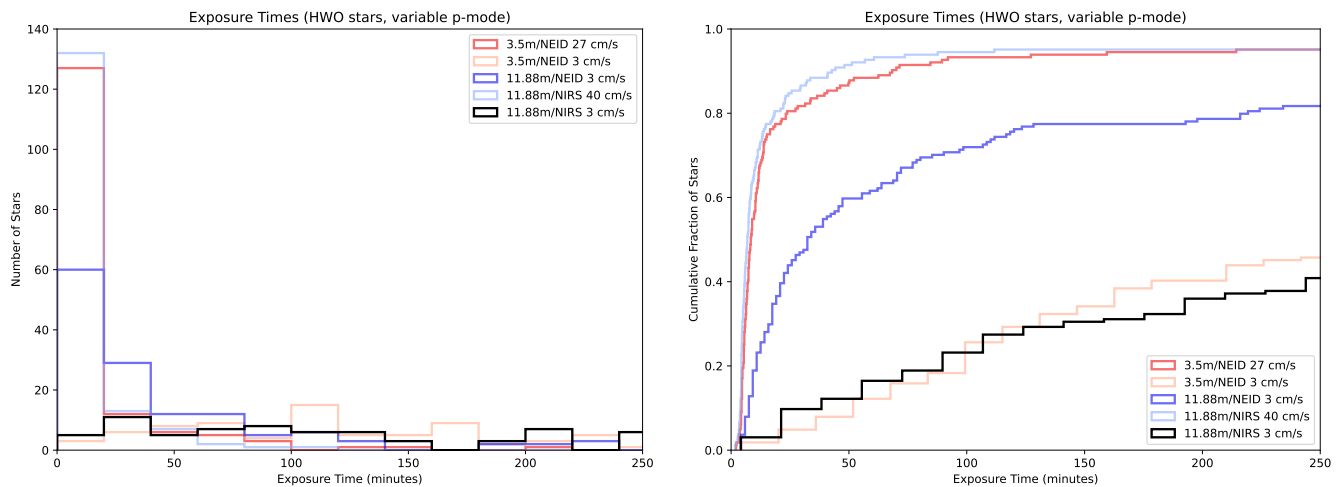 Exposure Times (HWO stars, variable p-mode)
140
120
100
80
60
40
20
0
Number of Stars
0 50 100 150 200 250
Exposure Time (minutes)
3.5m/NEID 27 cm/s
3.5m/NEID 3 cm/s
11.88m/NEID 3 cm/s
11.88m/NIRS 40 cm/s
11.88m/NIRS 3 cm/s
Exposure Times (HWO stars, variable p-mode)
1.0
0.8
0.6
0.4
0.2
0.0
Cumulative Fraction of Stars
0 50 100 150 200 250
Exposure Time (minutes)
3.5m/NEID 27 cm/s
3.5m/NEID 3 cm/s
11.88m/NEID 3 cm/s
11.88m/NIRS 40 cm/s
11.88m/NIRS 3 cm/s